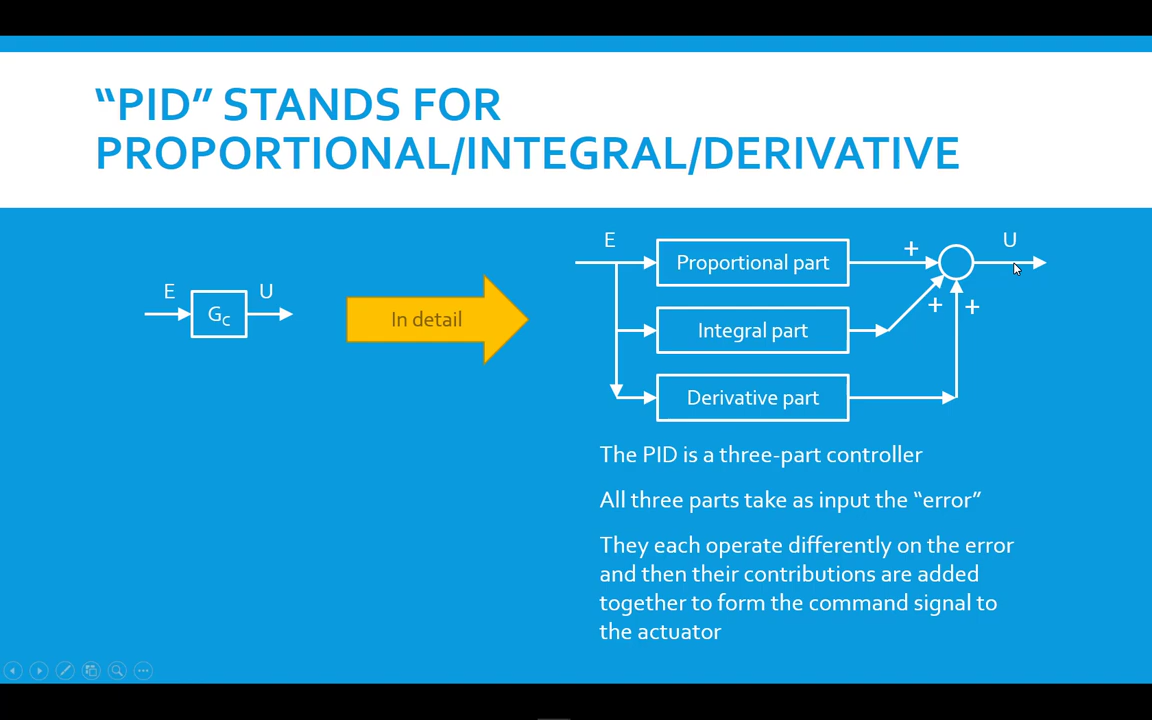 “PID” STANDS FOR
PROPORTIONAL/INTEGRAL/DERIVATIVE
E
U
G_C
In detail
E
Proportional part
+
U
Integral part
+
+
Derivative part
The PID is a three-part controller
All three parts take as input the “error”
They each operate differently on the error
and then their contributions are added
together to form the command signal to
the actuator